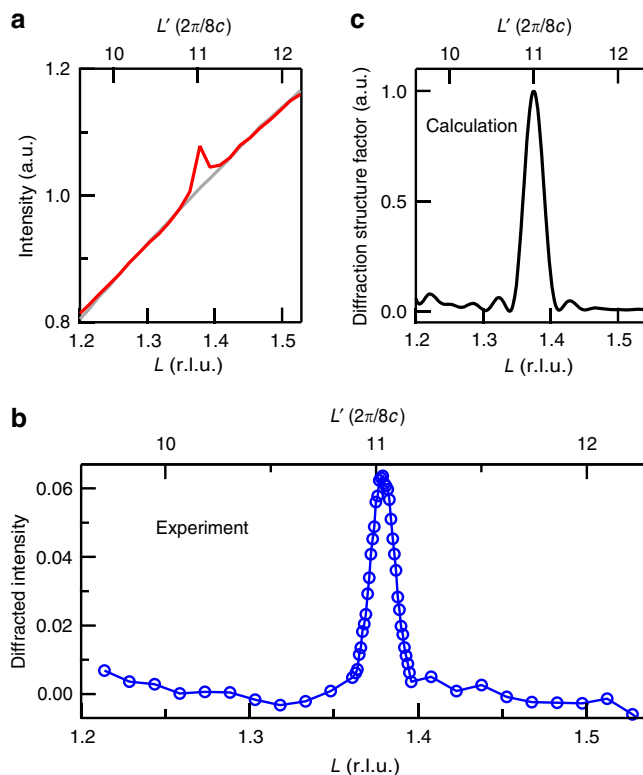 a
L′ (2π/8c)
10 11 12
1.2
1.0
0.8
Intensity (a.u.)
1.2 1.3 1.4 1.5
L (r.l.u.)
c
L′ (2π/8c)
10 11 12
Calculation
1.0
0.5
0.0
Diffraction structure factor (a.u.)
1.2 1.3 1.4 1.5
L (r.l.u.)
b
L′ (2π/8c)
10 11 12
Experiment
0.06
0.04
0.02
0.00
Diffracted intensity
1.2 1.3 1.4 1.5
L (r.l.u.)